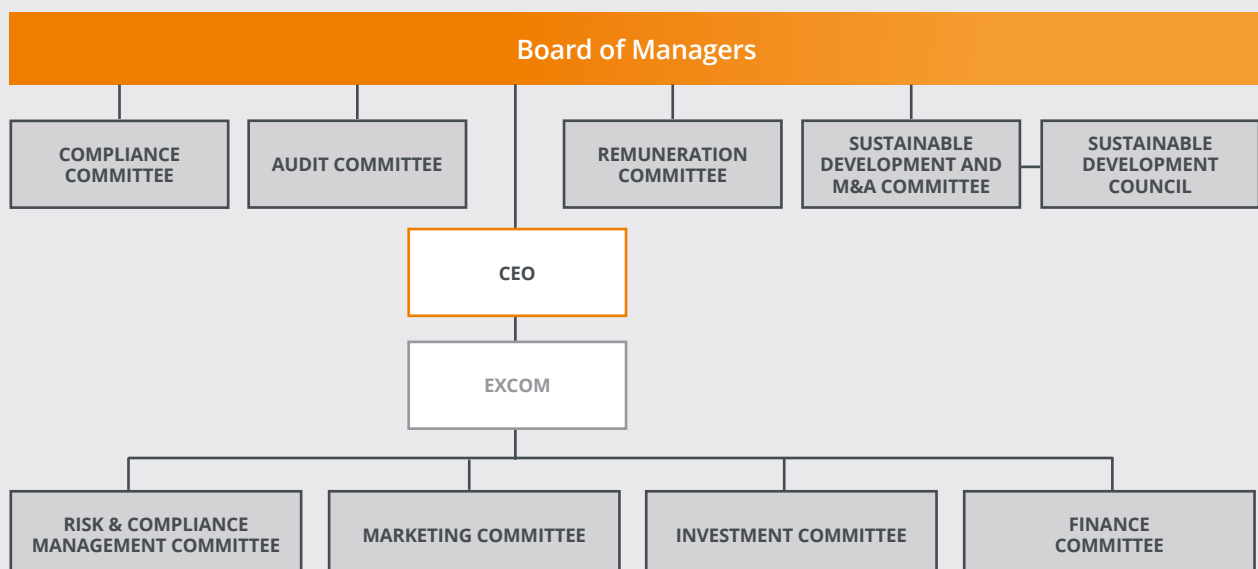 Board of Managers
COMPLIANCE
COMMITTEE
AUDIT COMMITTEE
REMUNERATION
COMMITTEE
SUSTAINABLE
DEVELOPMENT AND
M&A COMMITTEE
SUSTAINABLE
DEVELOPMENT
COUNCIL
CEO
EXCOM
RISK & COMPLIANCE
MANAGEMENT COMMITTEE
MARKETING COMMITTEE
INVESTMENT COMMITTEE
FINANCE
COMMITTEE